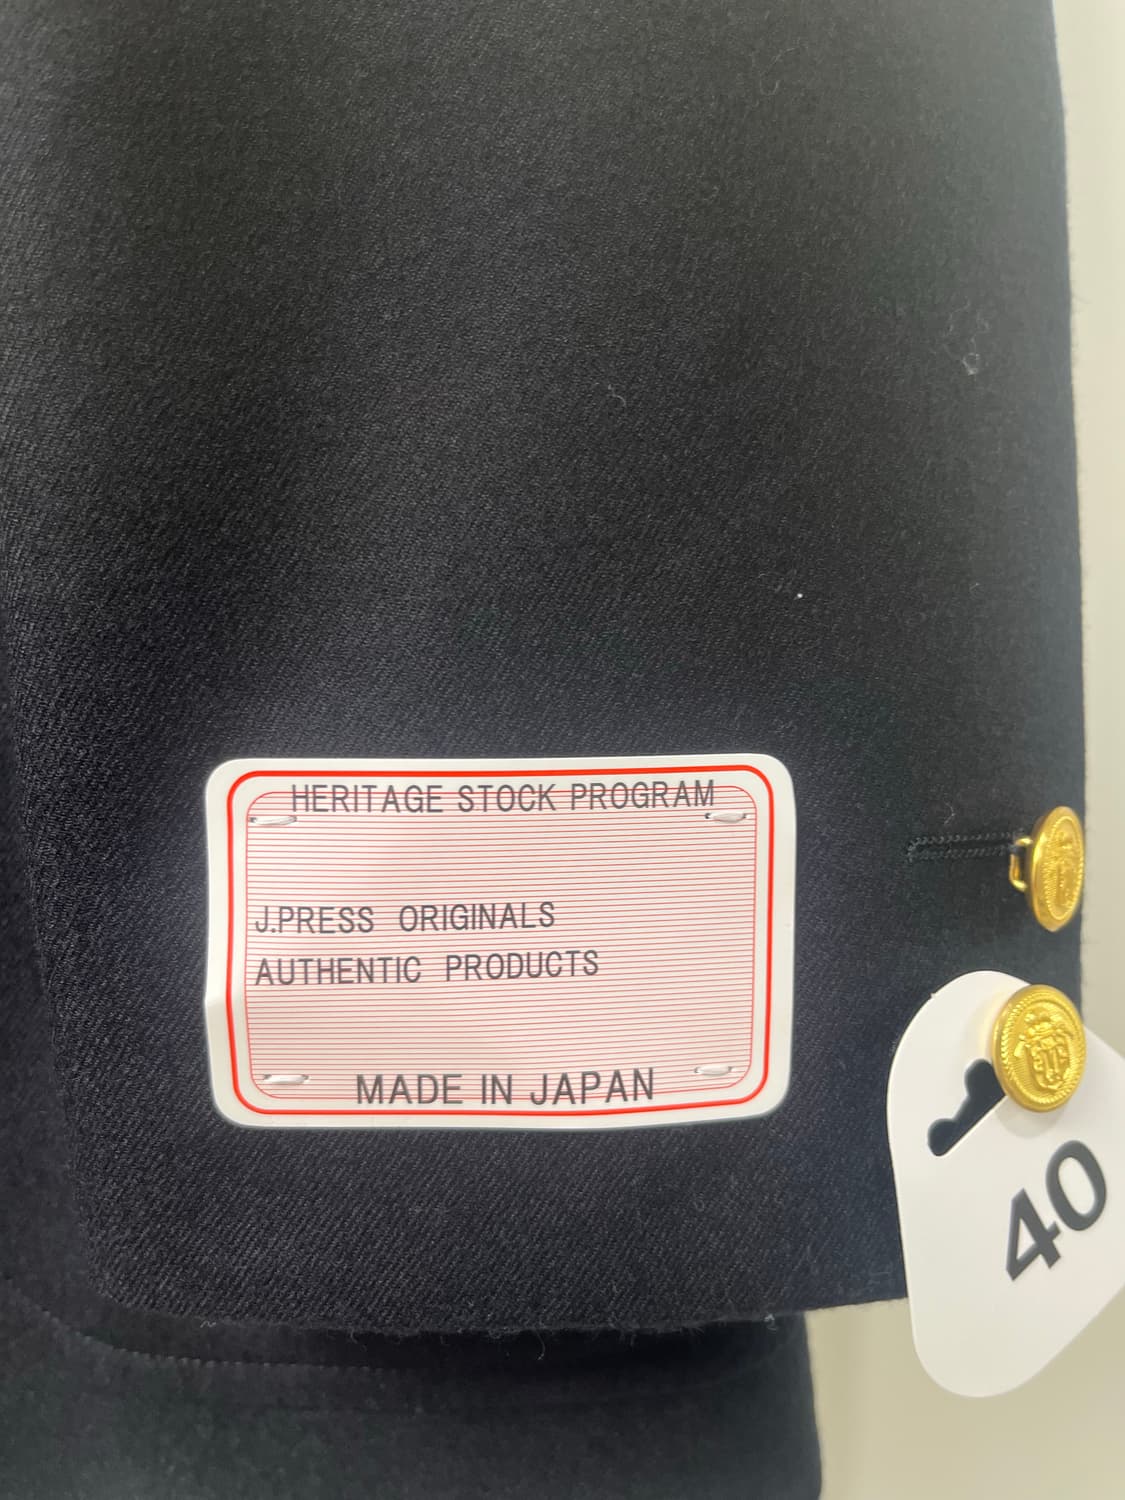 HERITAGE STOCK PROGRAM
J.PRESS ORIGINALS
AUTHENTIC PRODUCTS
MADE IN JAPAN
40